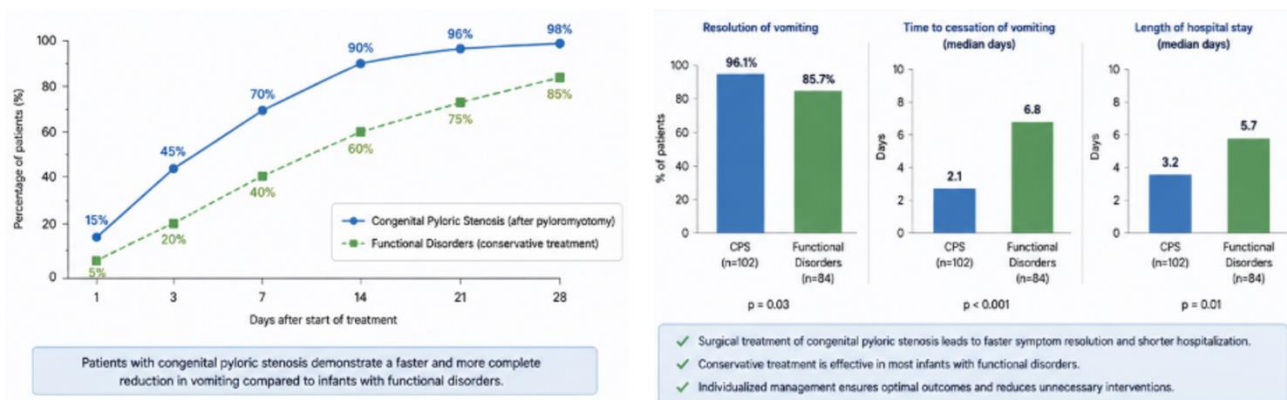 100
80
60
40
20
0
Percentage of patients (%)
15%
45%
70%
90%
96%
98%
5%
20%
40%
60%
75%
85%
Congenital Pyloric Stenosis (after pyloromyotomy)
Functional Disorders (conservative treatment)
1 3 7 14 21 28
Days after start of treatment
Patients with congenital pyloric stenosis demonstrate a faster and more complete
reduction in vomiting compared to infants with functional disorders.
Resolution of vomiting
% of patients
100
80
60
40
20
0
96.1%
85.7%
CPS
(n=102)
Functional
Disorders
(n=84)
p = 0.03
Time to cessation of vomiting
(median days)
Days
10
8
6
4
2
0
2.1
6.8
CPS
(n=102)
Functional
Disorders
(n=84)
p < 0.001
Length of hospital stay
(median days)
Days
10
8
6
4
2
0
3.2
5.7
CPS
(n=102)
Functional
Disorders
(n=84)
p = 0.01
Surgical treatment of congenital pyloric stenosis leads to faster symptom resolution and shorter hospitalization.
Conservative treatment is effective in most infants with functional disorders.
Individualized management ensures optimal outcomes and reduces unnecessary interventions.